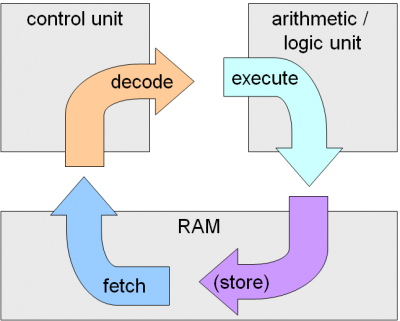 control unit
arithmetic /
logic unit
decode
execute
RAM
fetch
(store)